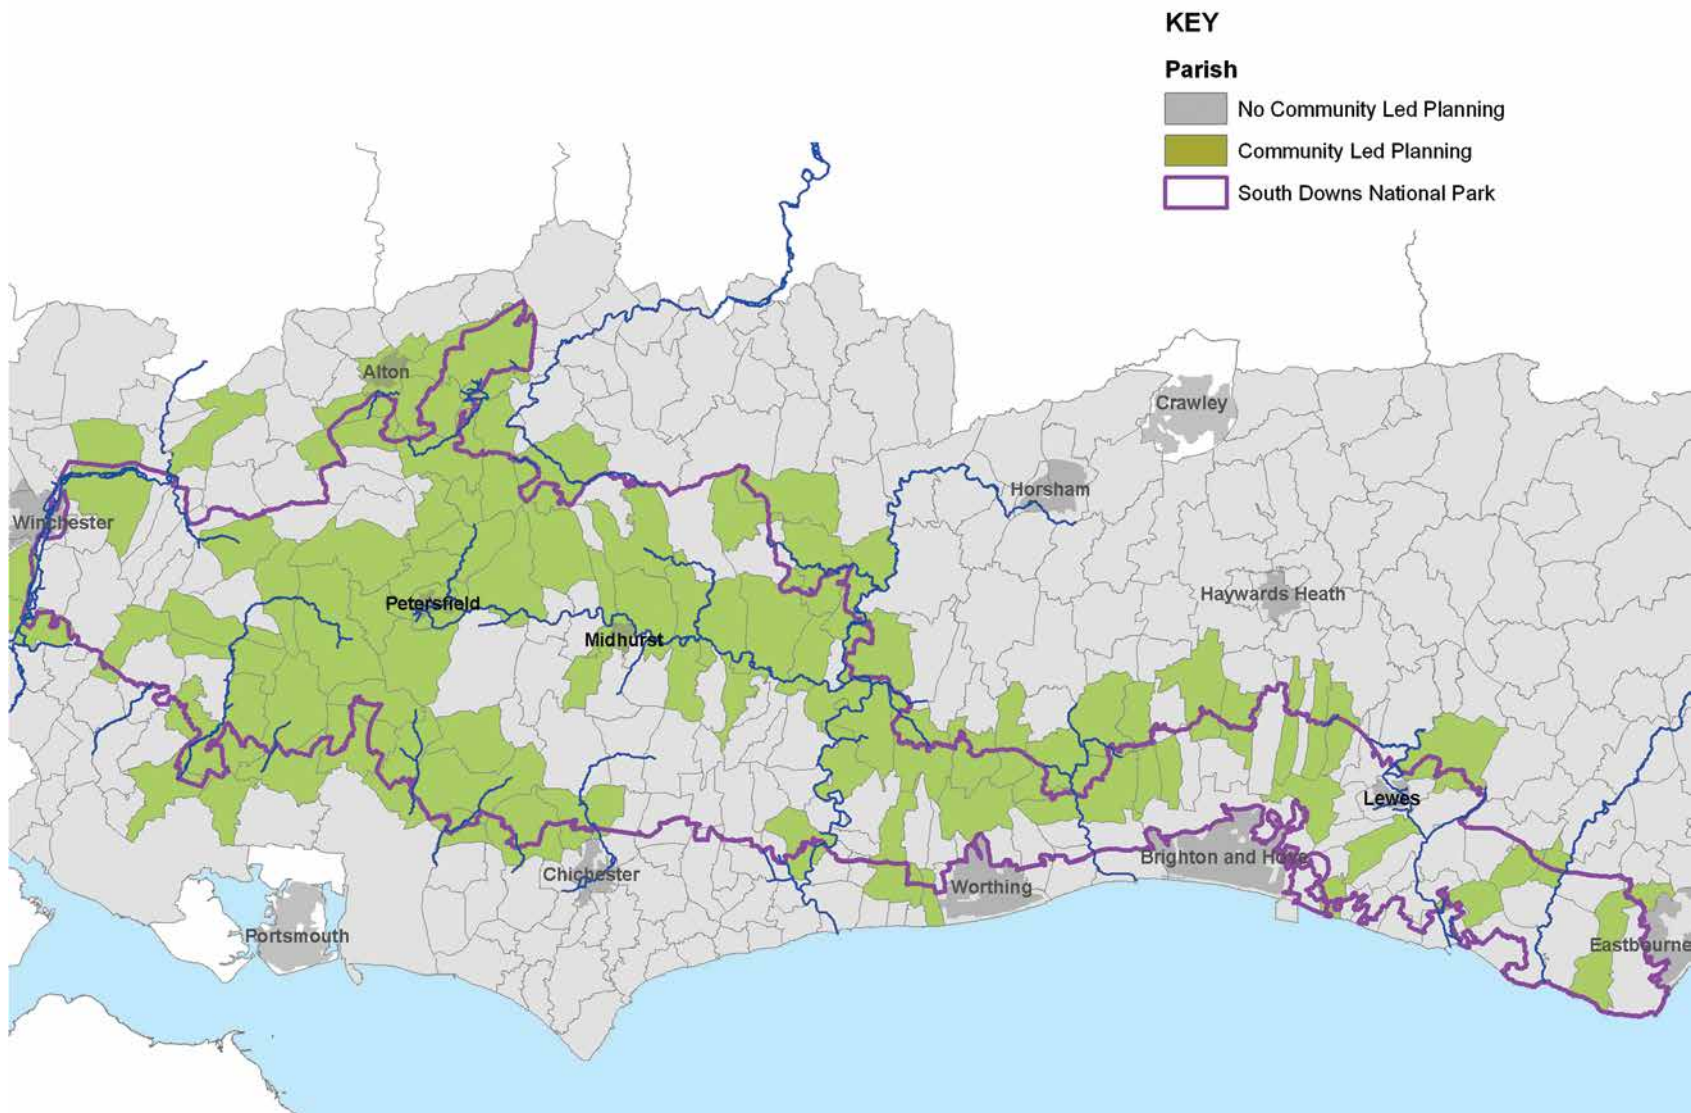 KEY
Parish
No Community Led Planning
Community Led Planning
South Downs National Park
Alton
Crawley
Horsham
Winchester
Haywards Heath
Petersfield
Midhurst
Lewes
Brighton and Hove
Chichester
Worthing
Portsmouth
Eastbourne